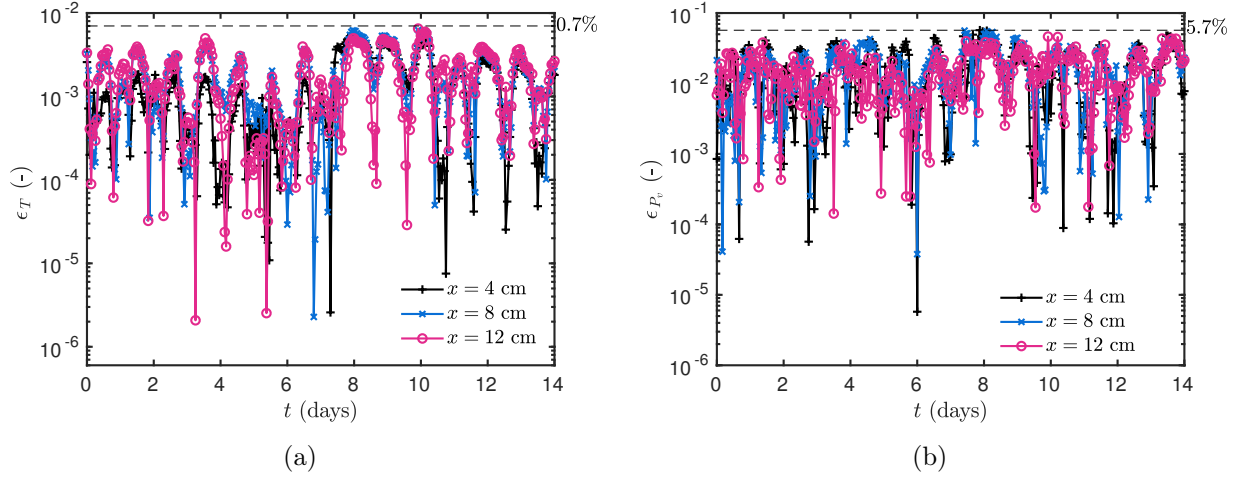 10^{-2}
10^{-3}
10^{-4}
10^{-5}
10^{-6}
ϵ_T (-)
0.7%
x = 4 cm
x = 8 cm
x = 12 cm
0 2 4 6 8 10 12 14
t (days)
(a)
10^{-1}
10^{-2}
10^{-3}
10^{-4}
10^{-5}
10^{-6}
ϵ_{P_v} (-)
5.7%
x = 4 cm
x = 8 cm
x = 12 cm
0 2 4 6 8 10 12 14
t (days)
(b)